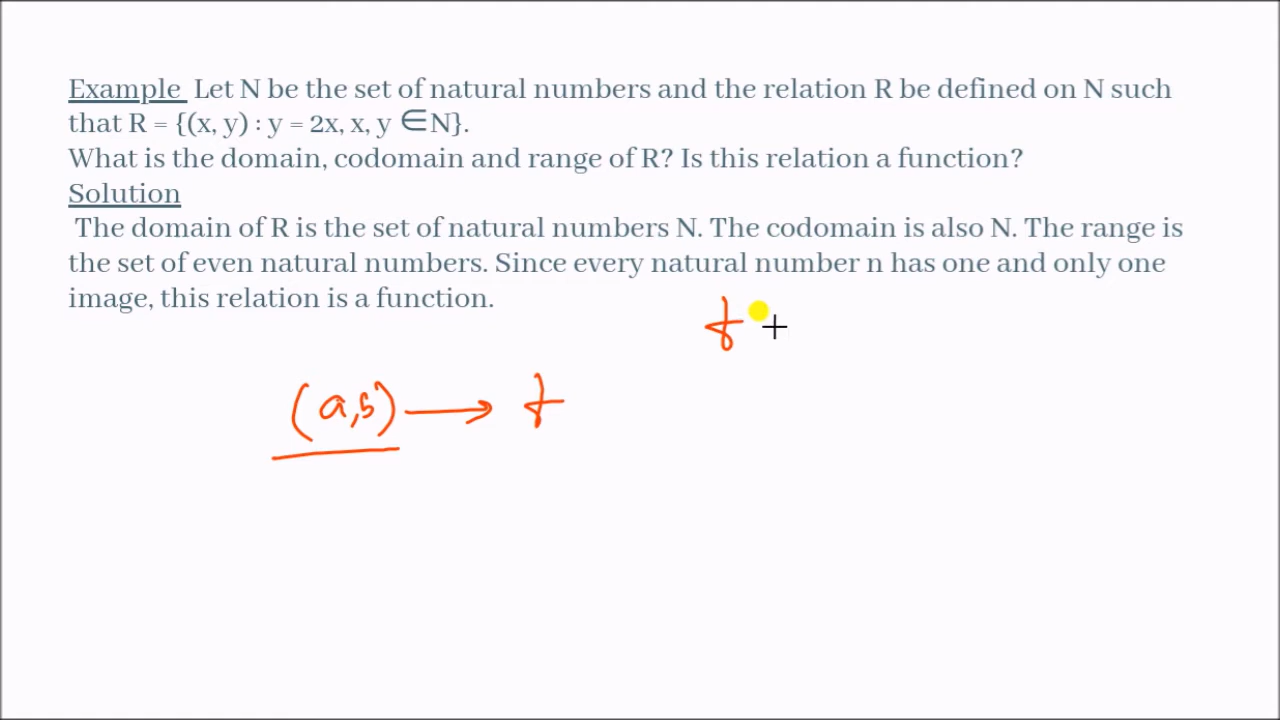 Example Let N be the set of natural numbers and the relation R be defined on N such
that R = {(x, y) : y = 2x, x, y ∈N}.
What is the domain, codomain and range of R? Is this relation a function?
Solution
The domain of R is the set of natural numbers N. The codomain is also N. The range is
the set of even natural numbers. Since every natural number n has one and only one
image, this relation is a function.
f
(a,b) → f